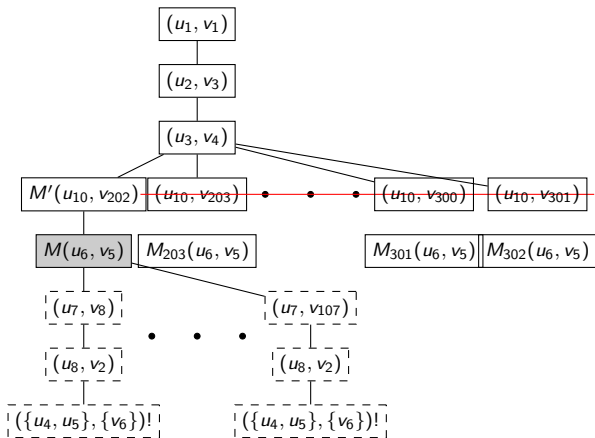 (u₁, v₁)
(u₂, v₃)
(u₃, v₄)
M′(u₁₀, v₂₀₂) (u₁₀, v₂₀₃) • • • (u₁₀, v₃₀₀) (u₁₀, v₃₀₁)
M(u₆, v₅) M₂₀₃(u₆, v₅) M₃₀₁(u₆, v₅) M₃₀₂(u₆, v₅)
(u₇, v₈) (u₇, v₁₀₇)
• • •
(u₈, v₂) (u₈, v₂)
({u₄, u₅}, {v₆})! ({u₄, u₅}, {v₆})!